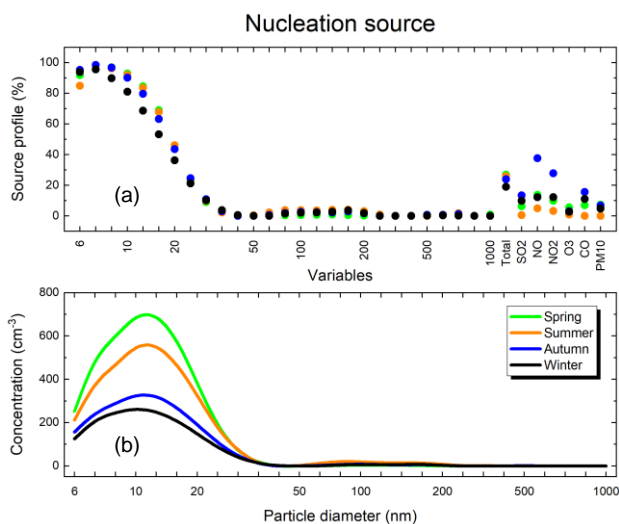 Nucleation source
Source profile (%)
100
80
60
40
20
0
(a)
6
10
20
50
100
200
500
1000
Total
SO2
NO
NO2
O3
CO
PM10
Variables
Concentration (cm⁻³)
800
600
400
200
0
(b)
Spring
Summer
Autumn
Winter
6
10
20
50
100
200
500
1000
Particle diameter (nm)